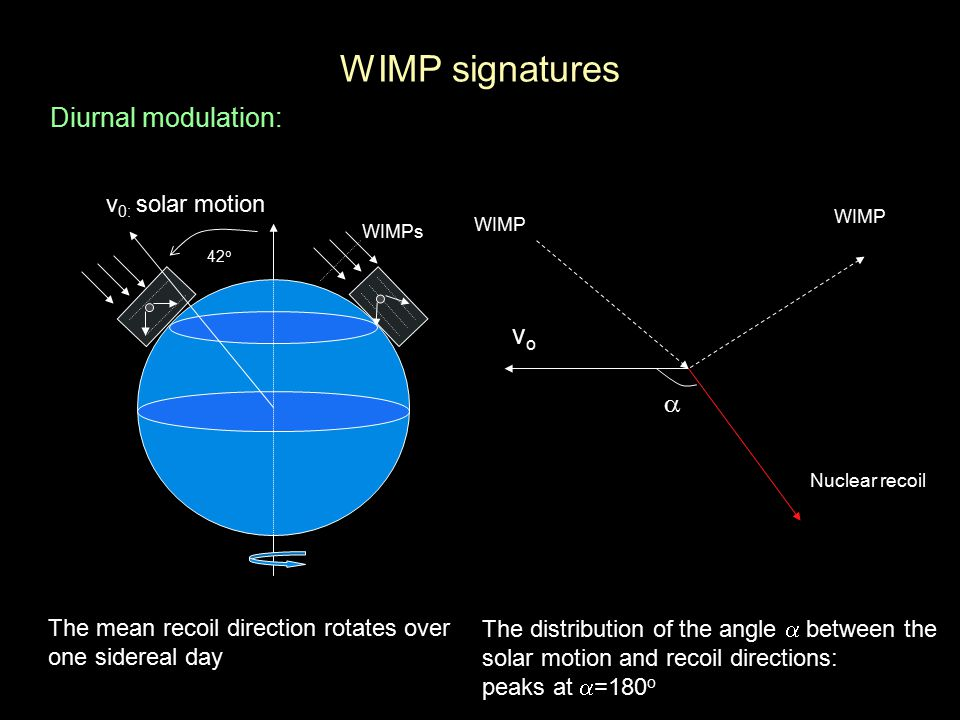 WIMP signatures
Diurnal modulation:
v0: solar motion
42o
WIMPs
WIMP
WIMP
vo
α
Nuclear recoil
The mean recoil direction rotates over
one sidereal day
The distribution of the angle α between the
solar motion and recoil directions:
peaks at α=180o